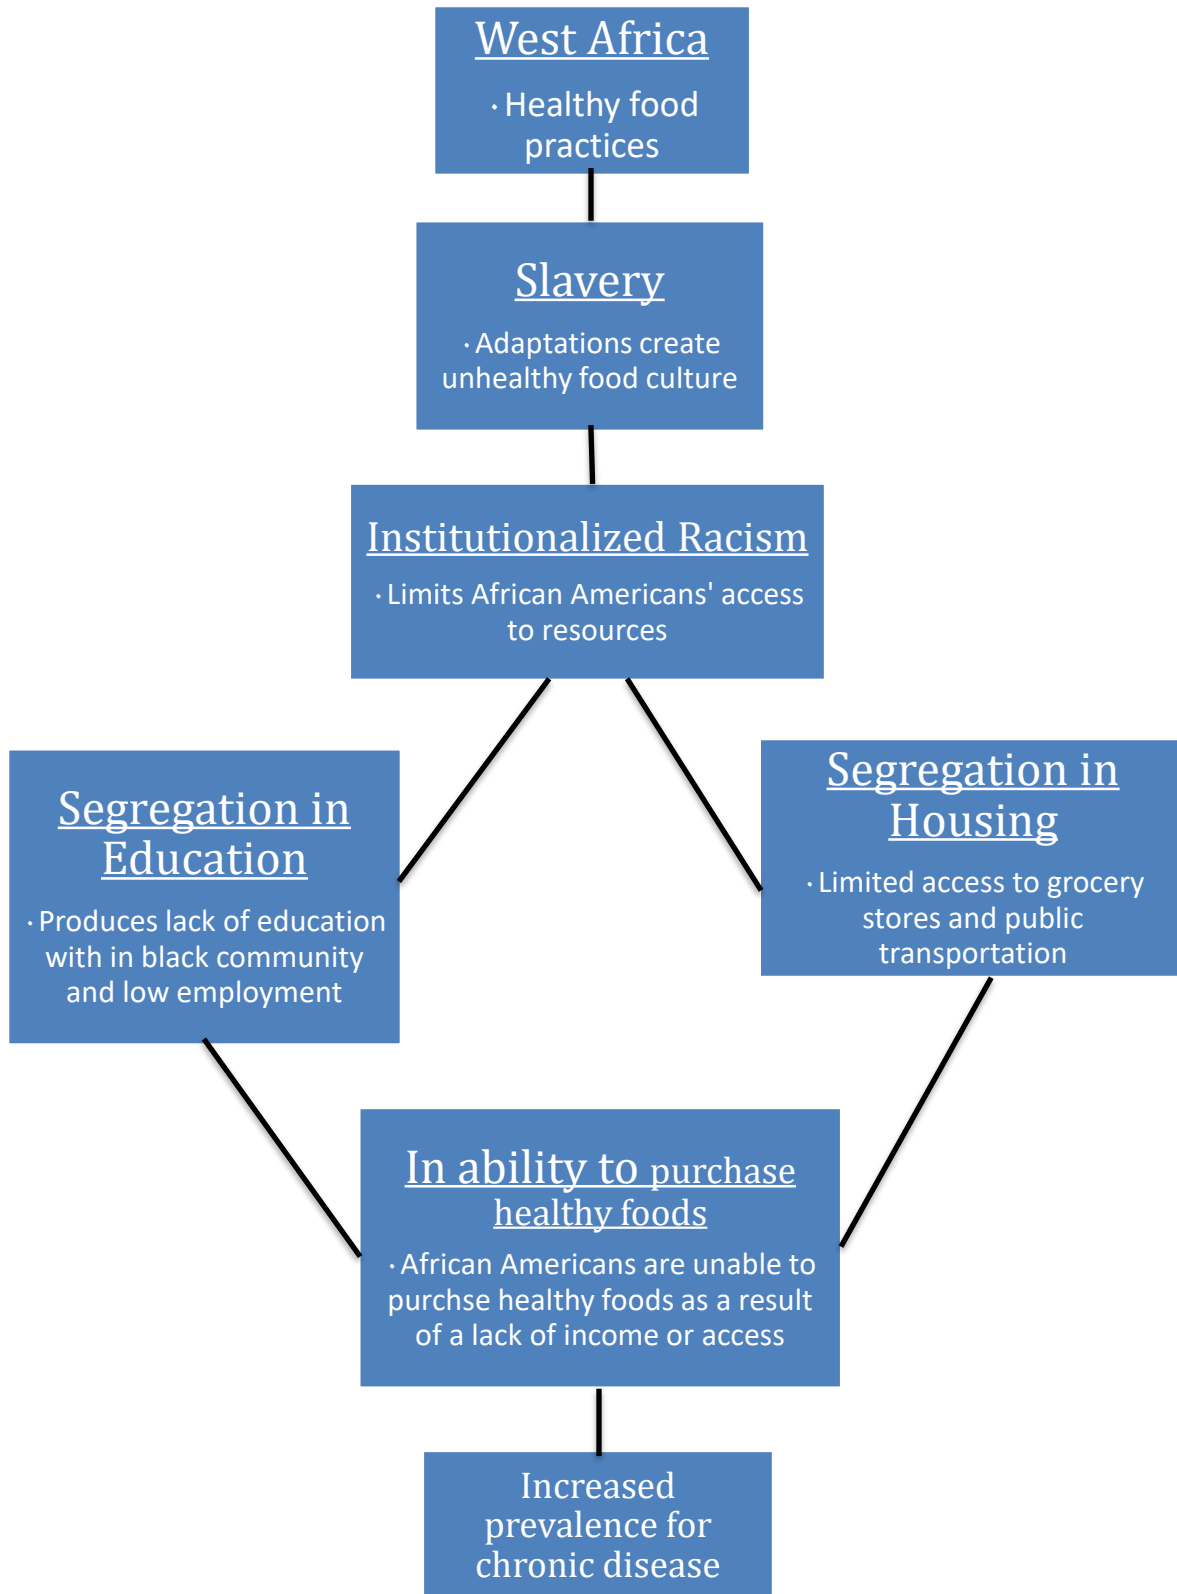 West Africa
· Healthy food
practices
Slavery
· Adaptations create
unhealthy food culture
Institutionalized Racism
· Limits African Americans' access
to resources
Segregation in
Education
· Produces lack of education
with in black community
and low employment
Segregation in
Housing
· Limited access to grocery
stores and public
transportation
In ability to purchase
healthy foods
· African Americans are unable to
purchse healthy foods as a result
of a lack of income or access
Increased
prevalence for
chronic disease